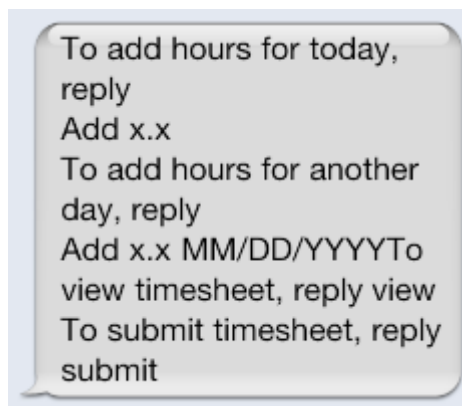 To add hours for today,
reply
Add x.x
To add hours for another
day, reply
Add x.x MM/DD/YYYYTo
view timesheet, reply view
To submit timesheet, reply
submit